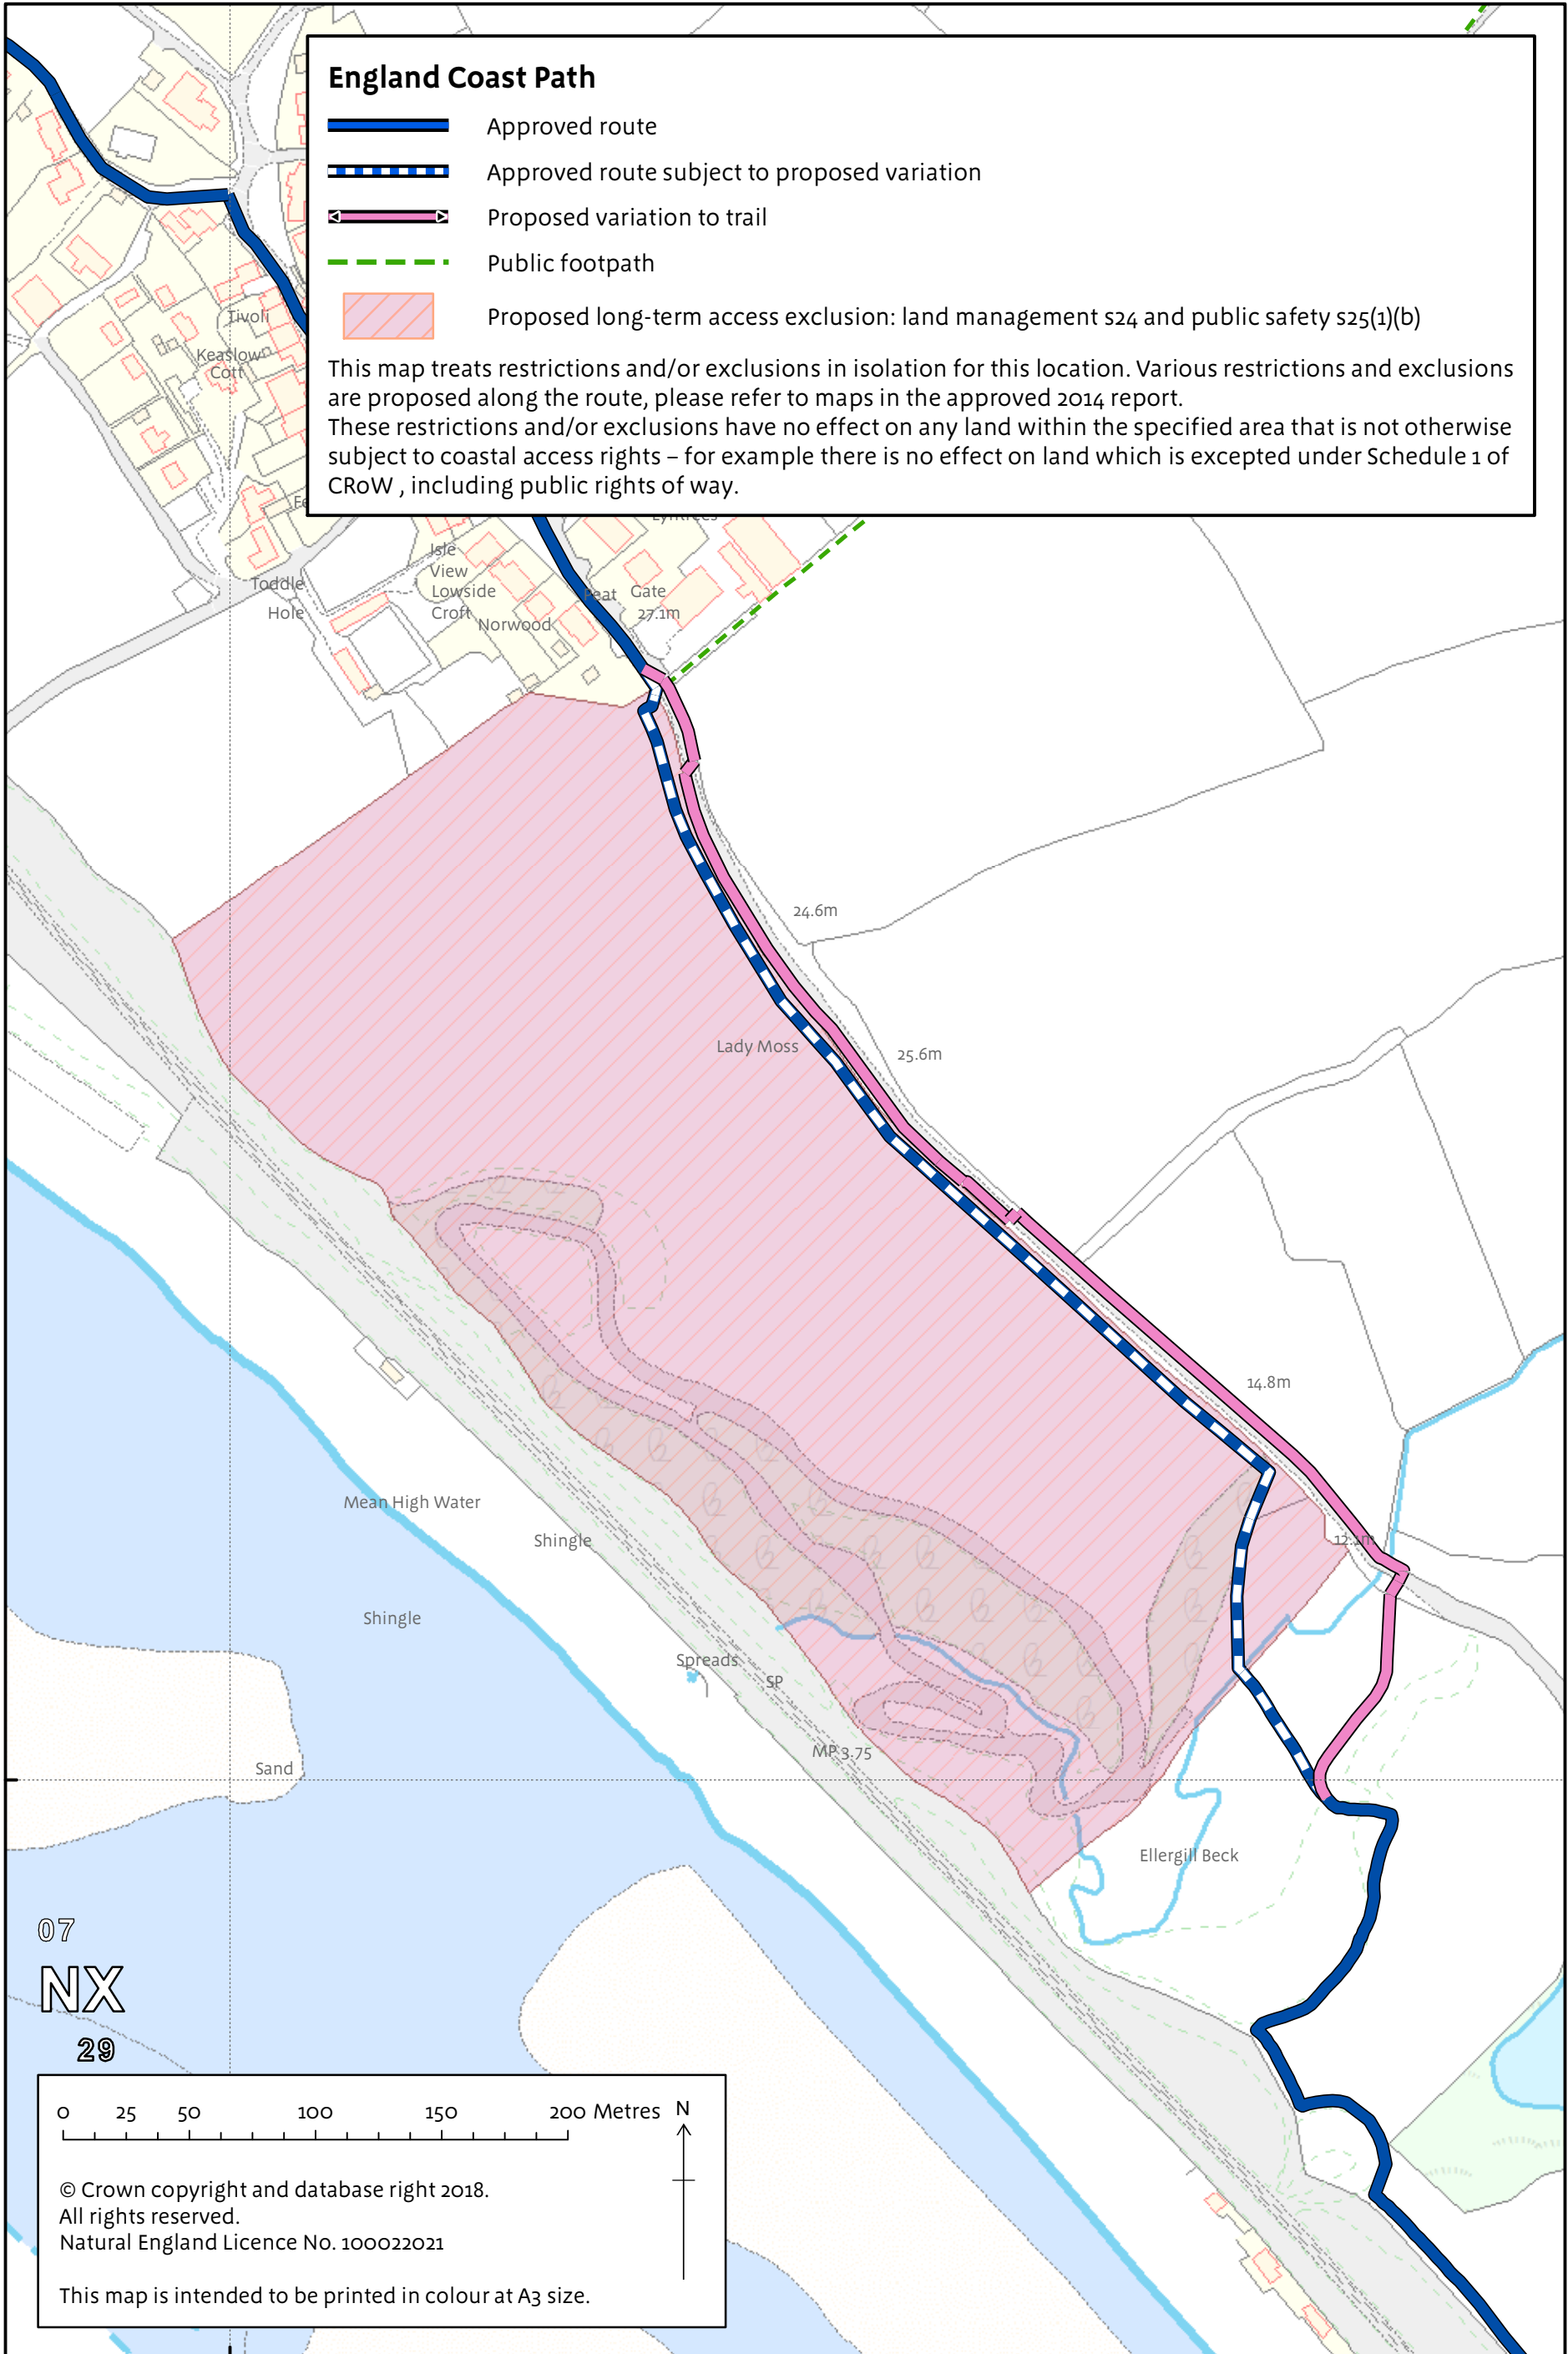 England Coast Path
Approved route
Approved route subject to proposed variation
Proposed variation to trail
Public footpath
Proposed long-term access exclusion: land management s24 and public safety s25(1)(b)
This map treats restrictions and/or exclusions in isolation for this location. Various restrictions and exclusions
are proposed along the route, please refer to maps in the approved 2014 report.
These restrictions and/or exclusions have no effect on any land within the specified area that is not otherwise
subject to coastal access rights – for example there is no effect on land which is excepted under Schedule 1 of
CRoW , including public rights of way.
Tivoli
Keaslow
Cott
Isle
View
Lowside
Croft
Norwood
Toddle
Hole
Peat Gate
27.1m
24.6m
Lady Moss
25.6m
14.8m
12.1m
Mean High Water
Shingle
Shingle
Spreads
SP
MP 3.75
Sand
Ellergill Beck
07
NX
29
0 25 50 100 150 200 Metres N
© Crown copyright and database right 2018.
All rights reserved.
Natural England Licence No. 100022021
This map is intended to be printed in colour at A3 size.